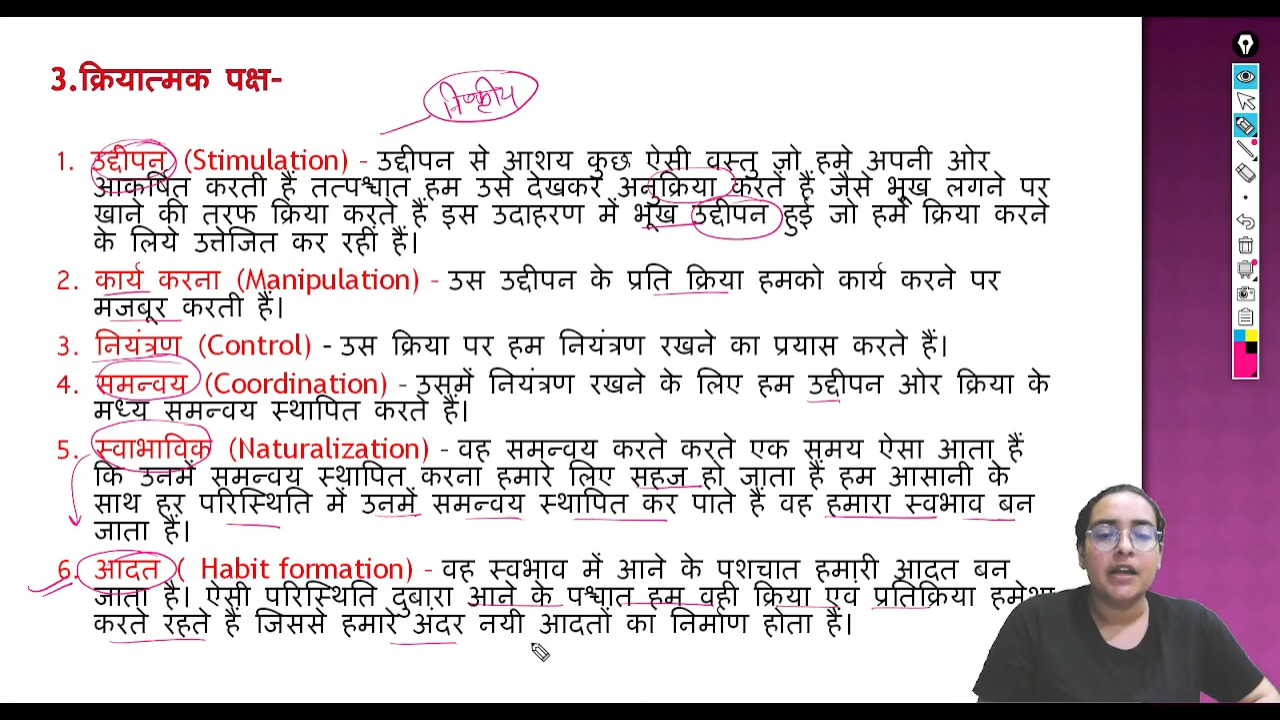 3.क्रियात्मक पक्ष-
निष्क्रीय
1. उद्दीपन (Stimulation) - उद्दीपन से आशय कुछ ऐसी वस्तु जो हमे अपनी ओर
आकर्षित करती हैं तत्पश्चात हम उसे देखकर अनुक्रिया करते हैं जैसे भूख लगने पर
खाने की तरफ क्रिया करते हैं इस उदाहरण में भूख उद्दीपन हुई जो हमें क्रिया करने
के लिये उत्तेजित कर रही हैं।
2. कार्य करना (Manipulation) - उस उद्दीपन के प्रति क्रिया हमको कार्य करने पर
मजबूर करती हैं।
3. नियंत्रण (Control) - उस क्रिया पर हम नियंत्रण रखने का प्रयास करते हैं।
4. समन्वय (Coordination) - उसमें नियंत्रण रखने के लिए हम उद्दीपन ओर क्रिया के
मध्य समन्वय स्थापित करते हैं।
5. स्वाभाविक (Naturalization) - वह समन्वय करते करते एक समय ऐसा आता हैं
कि उनमें समन्वय स्थापित करना हमारे लिए सहज हो जाता हैं हम आसानी के
साथ हर परिस्थिति में उनमें समन्वय स्थापित कर पाते हैं वह हमारा स्वभाव बन
जाता हैं।
6. आदत ( Habit formation) - वह स्वभाव में आने के पशचात हमारी आदत बन
जाता है। ऐसी परिस्थिति दुबारा आने के पश्चात हम वही क्रिया एवं प्रतिक्रिया हमेशा
करते रहते हैं जिससे हमारे अंदर नयी आदतों का निर्माण होता हैं।